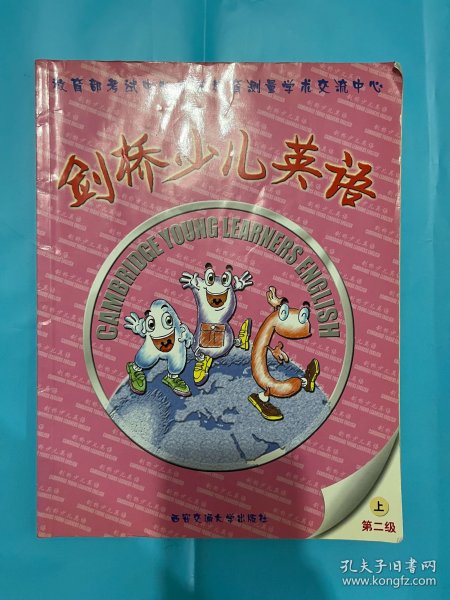 教育部考试中心 测量学术交流中心
剑桥少儿英语
CAMBRIDGE YOUNG LEARNERS ENGLISH
上
第二级
西安交通大学出版社
孔夫子旧书网
www.kongfz.com